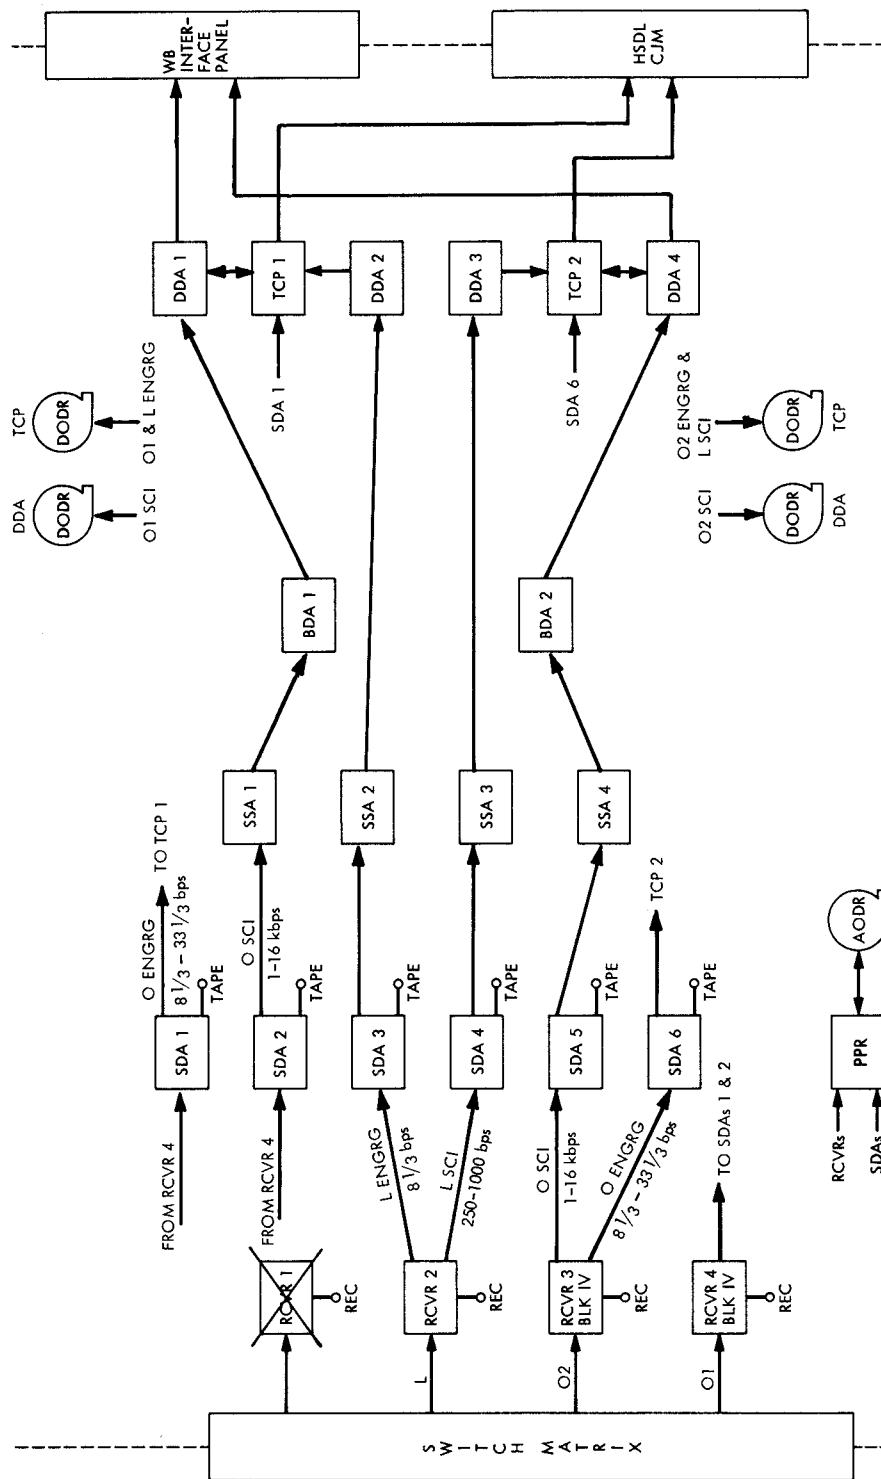 SWITCH MATRIX
L
O2
O1
RCVR 1
REC
RCVR 2
REC
RCVR 3
BLK IV
REC
RCVR 4
BLK IV
REC
FROM RCVR 4
FROM RCVR 4
L ENGRG
8 1/3 bps
L SCI
250-1000 bps
O SCI
1-16 kbps
O ENGRG
8 1/3 - 33 1/3 bps
TO SDAs 1 & 2
RCVRs
SDAs
SDA 1
TAPE
SDA 2
TAPE
SDA 3
TAPE
SDA 4
TAPE
SDA 5
TAPE
SDA 6
TAPE
PPR
AODR
O ENGRG
8 1/3 - 33 1/3 bps
TO TCP 1
O SCI
1-16 kbps
TCP 2
SSA 1
SSA 2
SSA 3
SSA 4
BDA 1
BDA 2
DDA
DODR
O1 SCI
TCP
DODR
O1 & L ENGRG
O2 SCI
DODR
DDA
O2 ENGRG &
L SCI
DODR
TCP
SDA 1
SDA 6
DDA 1
TCP 1
DDA 2
DDA 3
TCP 2
DDA 4
WB
INTER-
FACE
PANEL
HSDL
CJM